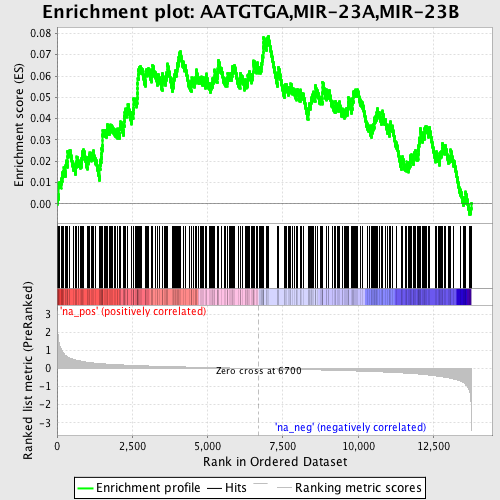 Enrichment plot: AATGTGA,MIR-23A,MIR-23B
Enrichment score (ES)
0.08
0.07
0.06
0.05
0.04
0.03
0.02
0.01
0.00
Ranked list metric (PreRanked)
3
2
1
0
-1
-2
-3
'na_pos' (positively correlated)
Zero cross at 6700
'na_neg' (negatively correlated)
0
2,500
5,000
7,500
10,000
12,500
Rank in Ordered Dataset
Enrichment profile
Hits
Ranking metric scores